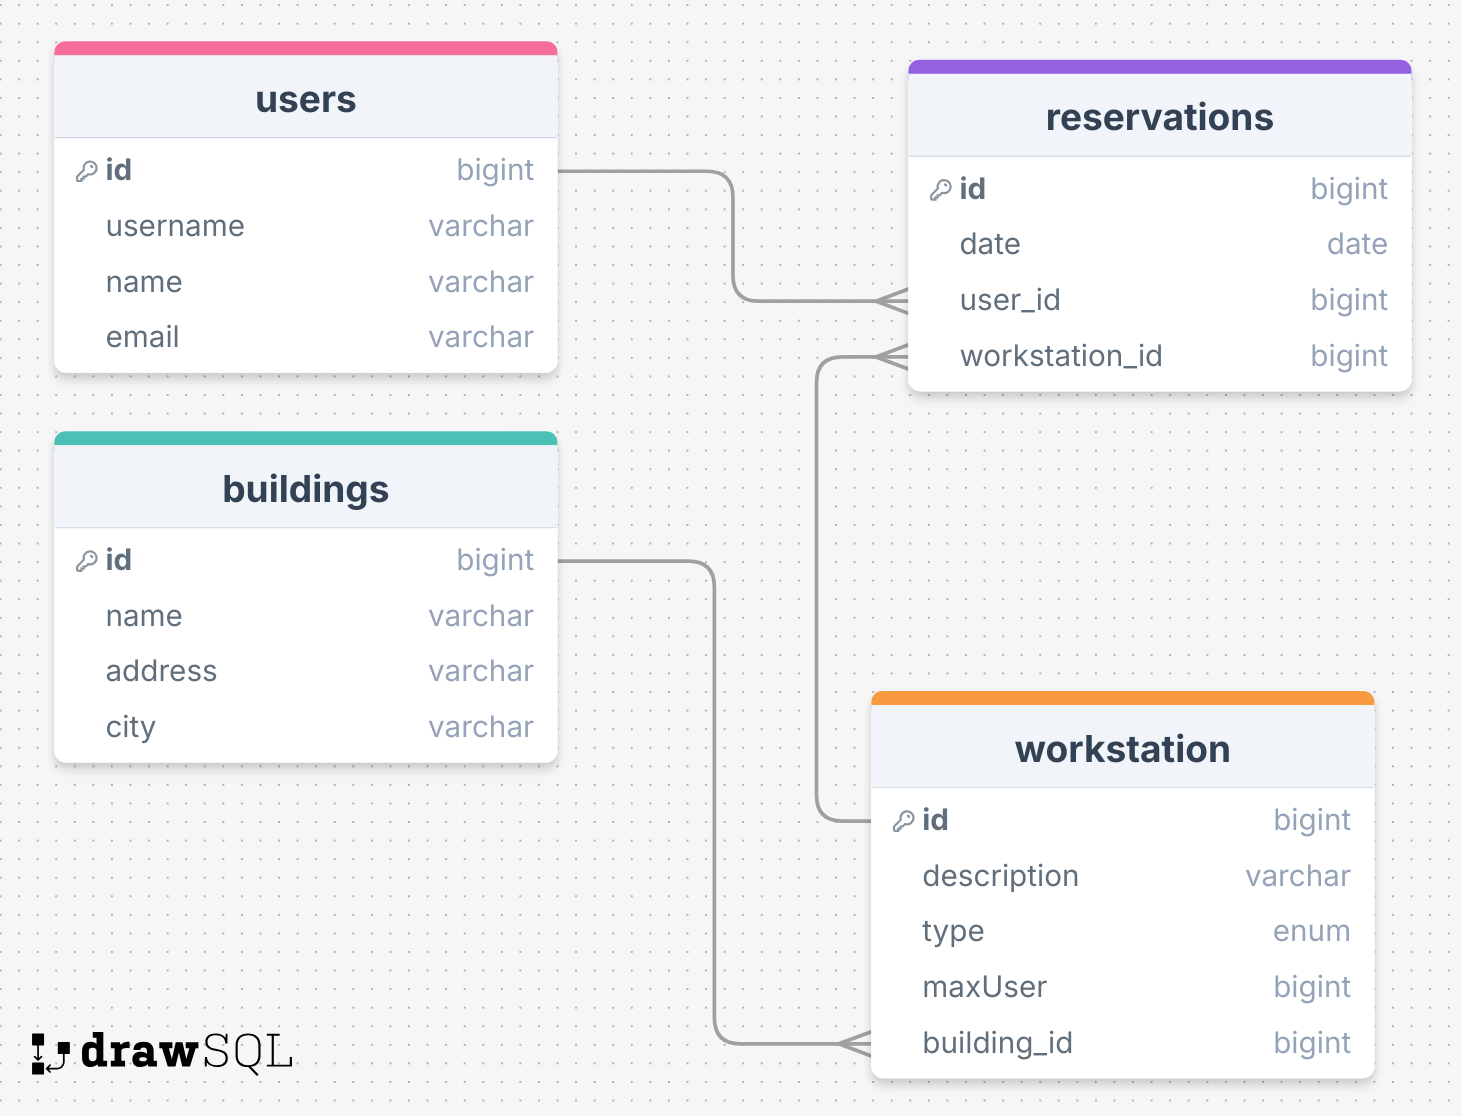 users
id bigint
username varchar
name varchar
email varchar
reservations
id bigint
date date
user_id bigint
workstation_id bigint
buildings
id bigint
name varchar
address varchar
city varchar
workstation
id bigint
description varchar
type enum
maxUser bigint
building_id bigint
drawSQL